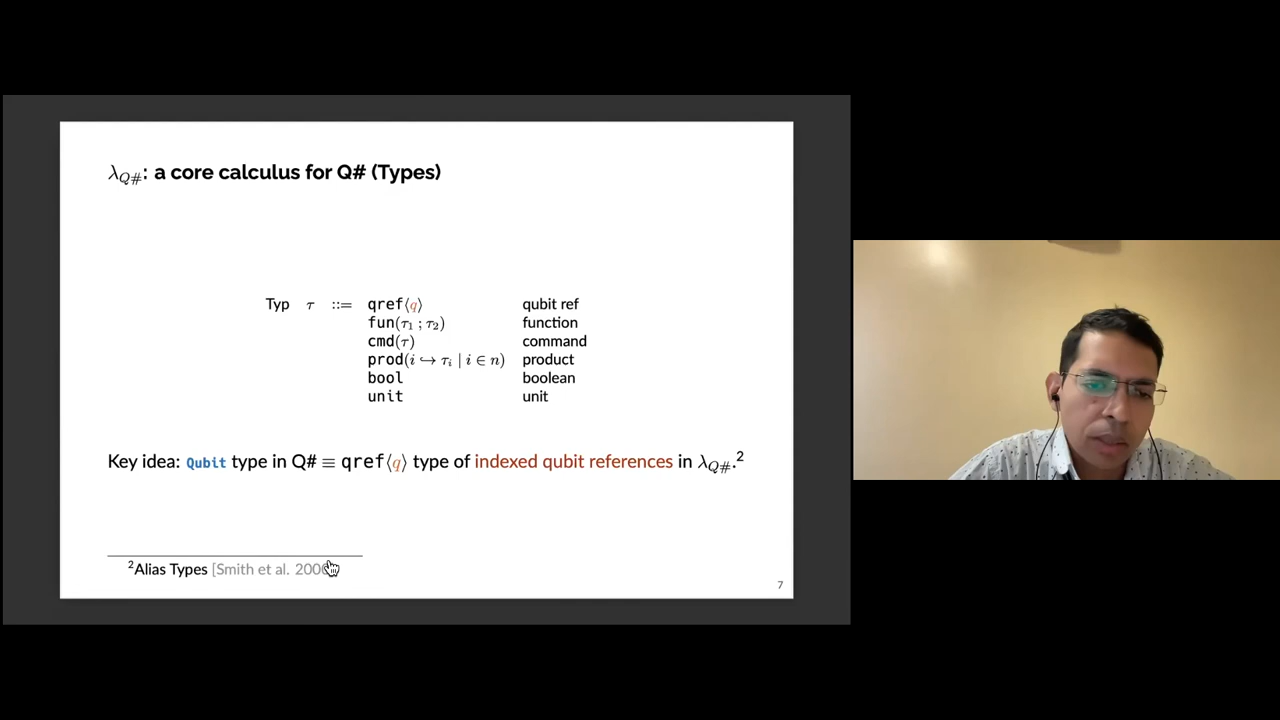 λQ#: a core calculus for Q# (Types)
Typ τ ::= qref⟨q⟩ qubit ref
fun(τ1 ; τ2) function
cmd(τ) command
prod(i ↪ τi | i ∈ n) product
bool boolean
unit unit
Key idea: Qubit type in Q# ≡ qref⟨q⟩ type of indexed qubit references in λQ#.2
2Alias Types [Smith et al.
7